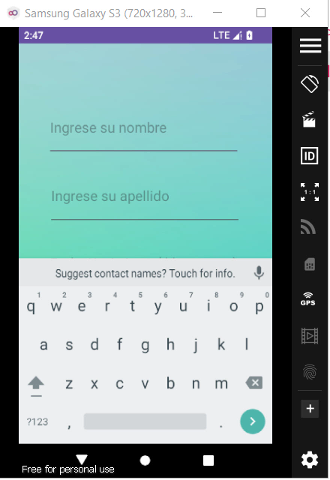 Samsung Galaxy S3 (720x1280, 3...
2:47
LTE
Ingrese su nombre
Ingrese su apellido
Suggest contact names? Touch for info.
1 2 3 4 5 6 7 8 9 0
q w e r t y u i o p
a s d f g h j k l
z x c v b n m
?123 , .
Free for personal use
ID
1:1
GPS